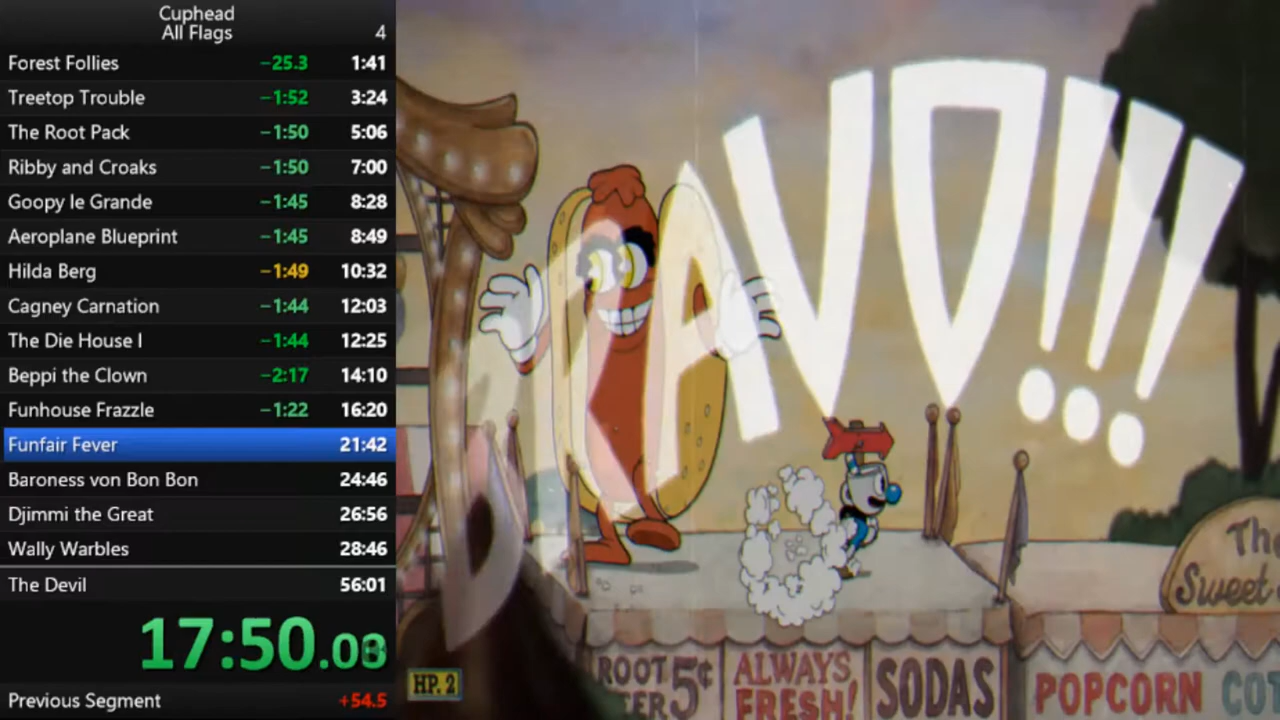 Cuphead
All Flags 4
Forest Follies −25.3 1:41
Treetop Trouble −1:52 3:24
The Root Pack −1:50 5:06
Ribby and Croaks −1:50 7:00
Goopy le Grande −1:45 8:28
Aeroplane Blueprint −1:45 8:49
Hilda Berg −1:49 10:32
Cagney Carnation −1:44 12:03
The Die House I −1:44 12:25
Beppi the Clown −2:17 14:10
Funhouse Frazzle −1:22 16:20
Funfair Fever 21:42
Baroness von Bon Bon 24:46
Djimmi the Great 26:56
Wally Warbles 28:46
The Devil 56:01
17:50
Previous Segment +54.5
AVO!!!
The
Sweet
HP. 2
ROOT 5¢
ALWAYS
FRESH!
SODAS
POPCORN